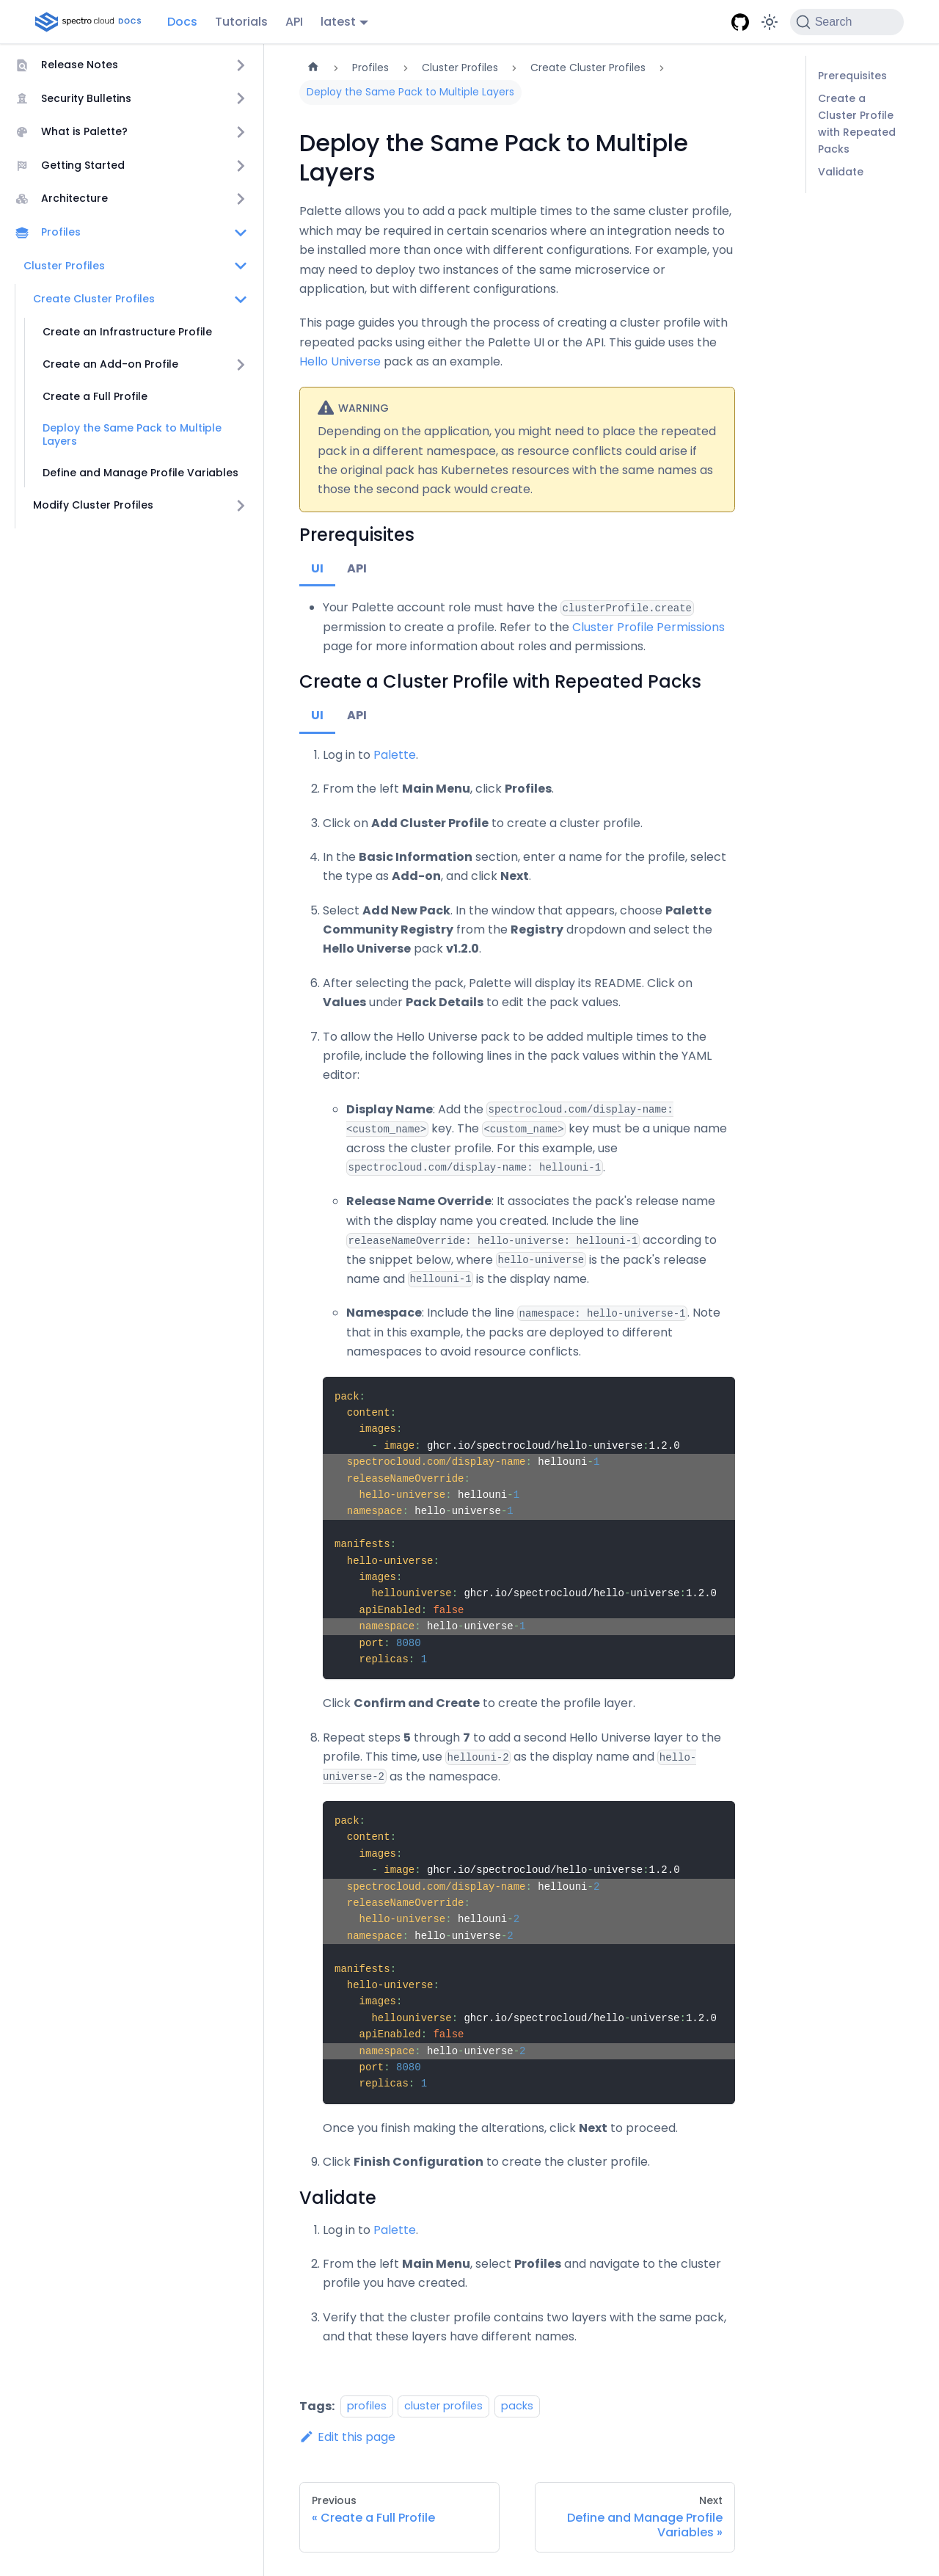 spectro cloud DOCS Docs Tutorials API latest Search
Release Notes
Security Bulletins
What is Palette?
Getting Started
Architecture
Profiles
Cluster Profiles
Create Cluster Profiles
Create an Infrastructure Profile
Create an Add-on Profile
Create a Full Profile
Deploy the Same Pack to Multiple
Layers
Define and Manage Profile Variables
Modify Cluster Profiles
Profiles > Cluster Profiles > Create Cluster Profiles >
Deploy the Same Pack to Multiple Layers
Deploy the Same Pack to Multiple
Layers
Palette allows you to add a pack multiple times to the same cluster profile,
which may be required in certain scenarios where an integration needs to
be installed more than once with different configurations. For example, you
may need to deploy two instances of the same microservice or
application, but with different configurations.
This page guides you through the process of creating a cluster profile with
repeated packs using either the Palette UI or the API. This guide uses the
Hello Universe pack as an example.
WARNING
Depending on the application, you might need to place the repeated
pack in a different namespace, as resource conflicts could arise if
the original pack has Kubernetes resources with the same names as
those the second pack would create.
Prerequisites
UI API
• Your Palette account role must have the clusterProfile.create
permission to create a profile. Refer to the Cluster Profile Permissions
page for more information about roles and permissions.
Create a Cluster Profile with Repeated Packs
UI API
1. Log in to Palette.
2. From the left Main Menu, click Profiles.
3. Click on Add Cluster Profile to create a cluster profile.
4. In the Basic Information section, enter a name for the profile, select
the type as Add-on, and click Next.
5. Select Add New Pack. In the window that appears, choose Palette
Community Registry from the Registry dropdown and select the
Hello Universe pack v1.2.0.
6. After selecting the pack, Palette will display its README. Click on
Values under Pack Details to edit the pack values.
7. To allow the Hello Universe pack to be added multiple times to the
profile, include the following lines in the pack values within the YAML
editor:
Display Name: Add the spectrocloud.com/display-name:
<custom_name> key. The <custom_name> key must be a unique name
across the cluster profile. For this example, use
spectrocloud.com/display-name: hellouni-1.
Release Name Override: It associates the pack's release name
with the display name you created. Include the line
releaseNameOverride: hello-universe: hellouni-1 according to
the snippet below, where hello-universe is the pack's release
name and hellouni-1 is the display name.
Namespace: Include the line namespace: hello-universe-1. Note
that in this example, the packs are deployed to different
namespaces to avoid resource conflicts.
pack:
  content:
    images:
      - image: ghcr.io/spectrocloud/hello-universe:1.2.0
  spectrocloud.com/display-name: hellouni-1
  releaseNameOverride:
    hello-universe: hellouni-1
  namespace: hello-universe-1
manifests:
  hello-universe:
    images:
      hellouniverse: ghcr.io/spectrocloud/hello-universe:1.2.0
    apiEnabled: false
    namespace: hello-universe-1
    port: 8080
    replicas: 1
Click Confirm and Create to create the profile layer.
8. Repeat steps 5 through 7 to add a second Hello Universe layer to the
profile. This time, use hellouni-2 as the display name and hello-
universe-2 as the namespace.
pack:
  content:
    images:
      - image: ghcr.io/spectrocloud/hello-universe:1.2.0
  spectrocloud.com/display-name: hellouni-2
  releaseNameOverride:
    hello-universe: hellouni-2
  namespace: hello-universe-2
manifests:
  hello-universe:
    images:
      hellouniverse: ghcr.io/spectrocloud/hello-universe:1.2.0
    apiEnabled: false
    namespace: hello-universe-2
    port: 8080
    replicas: 1
Once you finish making the alterations, click Next to proceed.
9. Click Finish Configuration to create the cluster profile.
Validate
1. Log in to Palette.
2. From the left Main Menu, select Profiles and navigate to the cluster
profile you have created.
3. Verify that the cluster profile contains two layers with the same pack,
and that these layers have different names.
Tags: profiles cluster profiles packs
Edit this page
Previous
« Create a Full Profile
Next
Define and Manage Profile
Variables »
Prerequisites
Create a
Cluster Profile
with Repeated
Packs
Validate